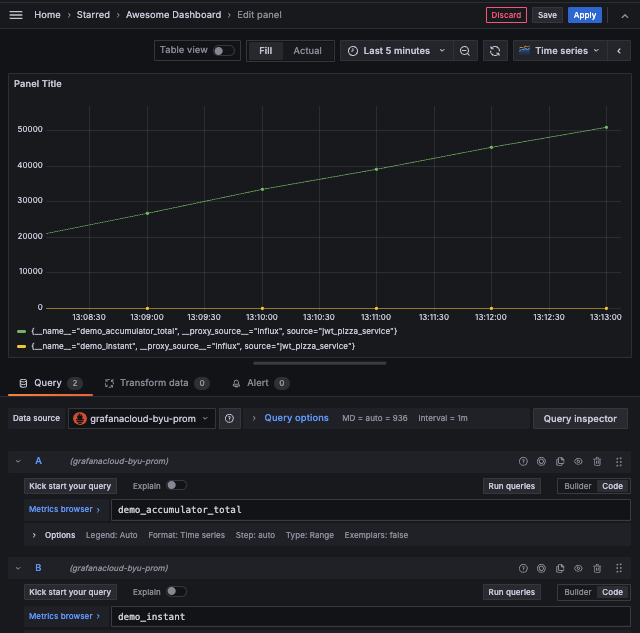 Home › Starred › Awesome Dashboard › Edit panel
Discard Save Apply
Table view Fill Actual Last 5 minutes Time series
Panel Title
50000
40000
30000
20000
10000
0
13:08:30 13:09:00 13:09:30 13:10:00 13:10:30 13:11:00 13:11:30 13:12:00 13:12:30 13:13:00
{__name__="demo_accumulator_total", __proxy_source__="influx", source="jwt_pizza_service"}
{__name__="demo_instant", __proxy_source__="influx", source="jwt_pizza_service"}
Query 2 Transform data 0 Alert 0
Data source grafanacloud-byu-prom Query options MD = auto = 936 Interval = 1m Query inspector
A (grafanacloud-byu-prom)
Kick start your query Explain Run queries Builder Code
Metrics browser › demo_accumulator_total
Options Legend: Auto Format: Time series Step: auto Type: Range Exemplars: false
B (grafanacloud-byu-prom)
Kick start your query Explain Run queries Builder Code
Metrics browser › demo_instant